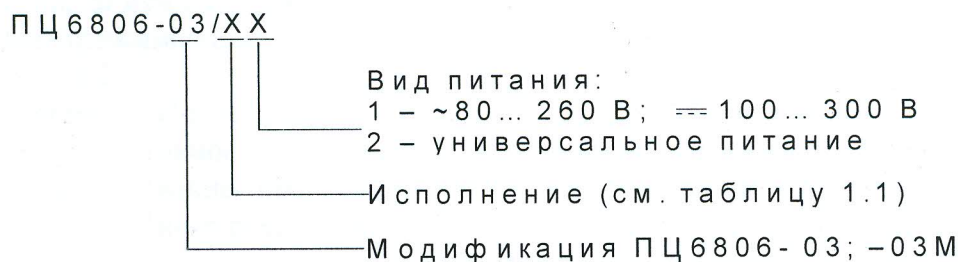 ПЦ6806-03/ХХ
Вид питания:
1 – ~80... 260 В; ⎓ 100... 300 В
2 – универсальное питание
Исполнение (см. таблицу 1.1)
Модификация ПЦ6806- 03; –03М